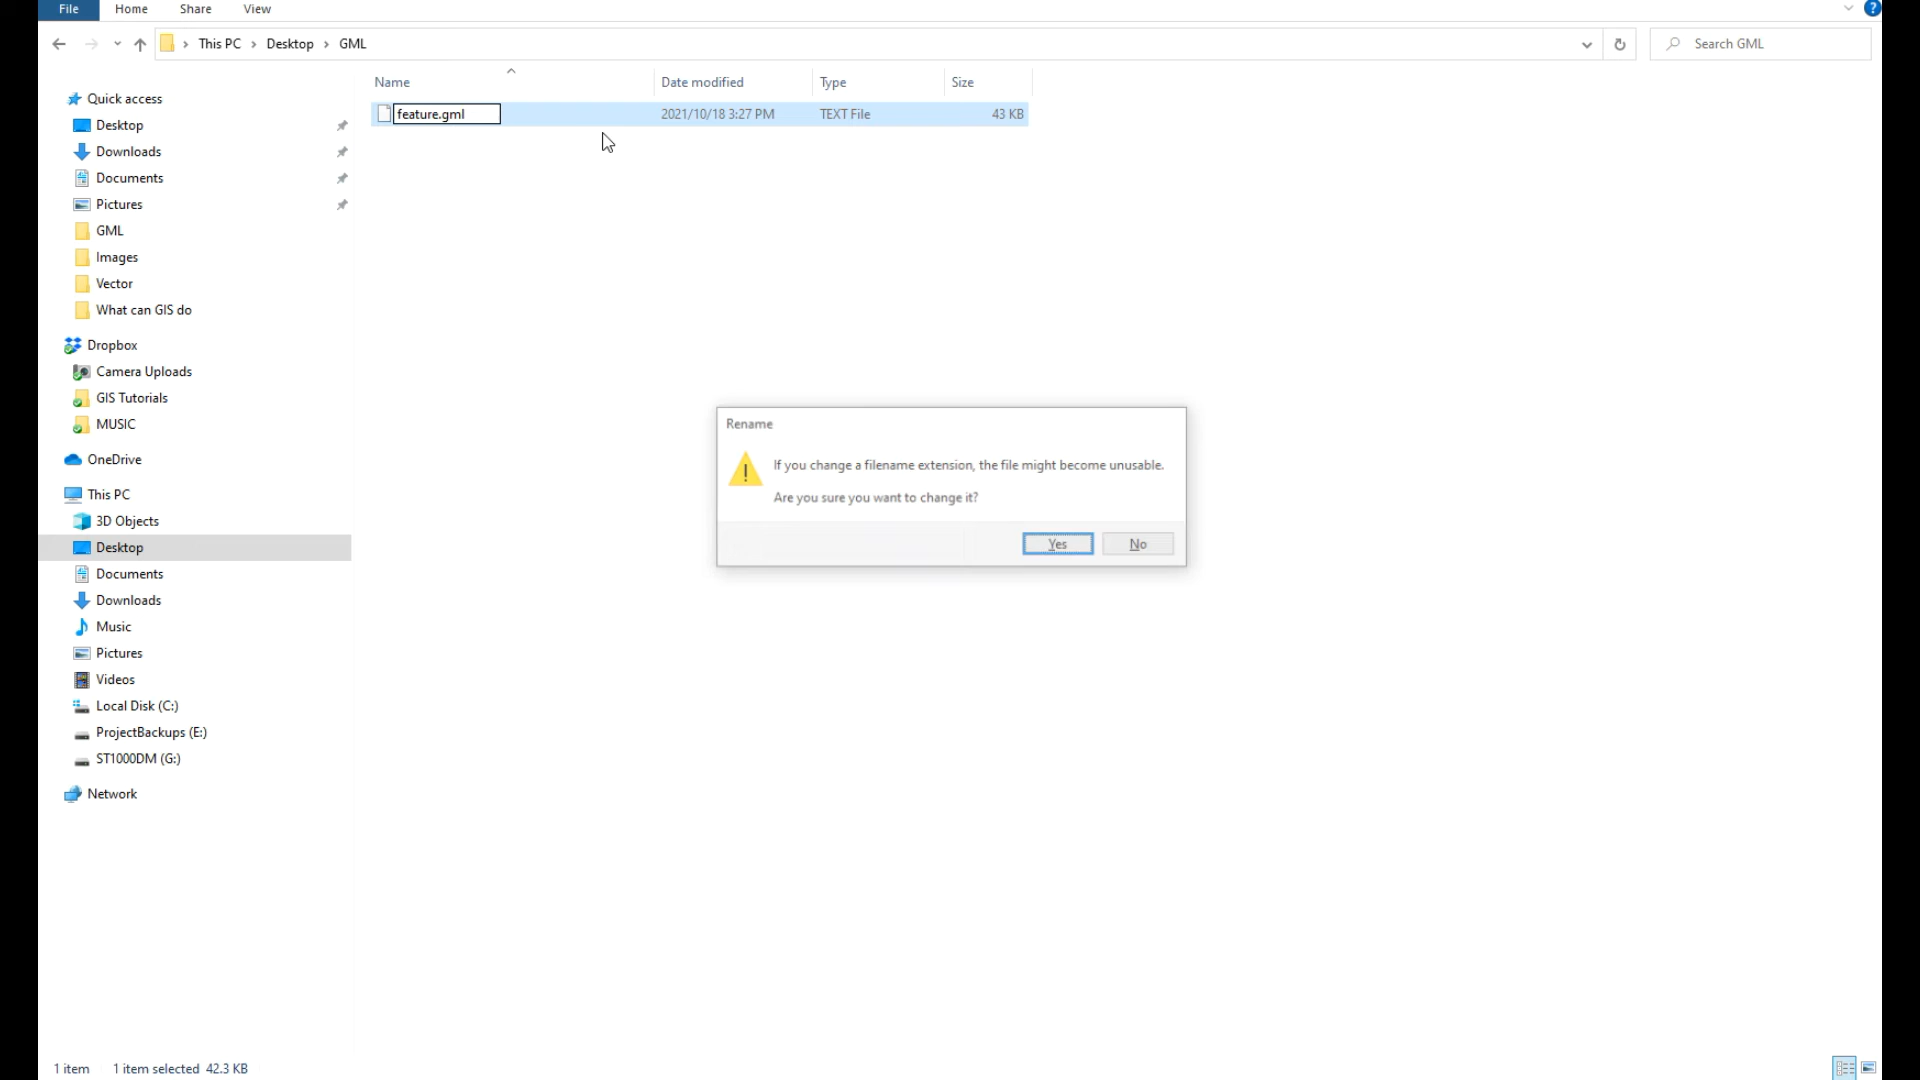 File Home Share View ?
This PC > Desktop > GML
Search GML
Name Date modified Type Size
feature.gml 2021/10/18 3:27 PM TEXT File 43 KB
Quick access
Desktop
Downloads
Documents
Pictures
GML
Images
Vector
What can GIS do
Dropbox
Camera Uploads
GIS Tutorials
MUSIC
OneDrive
This PC
3D Objects
Desktop
Documents
Downloads
Music
Pictures
Videos
Local Disk (C:)
ProjectBackups (E:)
ST1000DM (G:)
Network
Rename
If you change a filename extension, the file might become unusable.
Are you sure you want to change it?
Yes No
1 item 1 item selected 42.3 KB